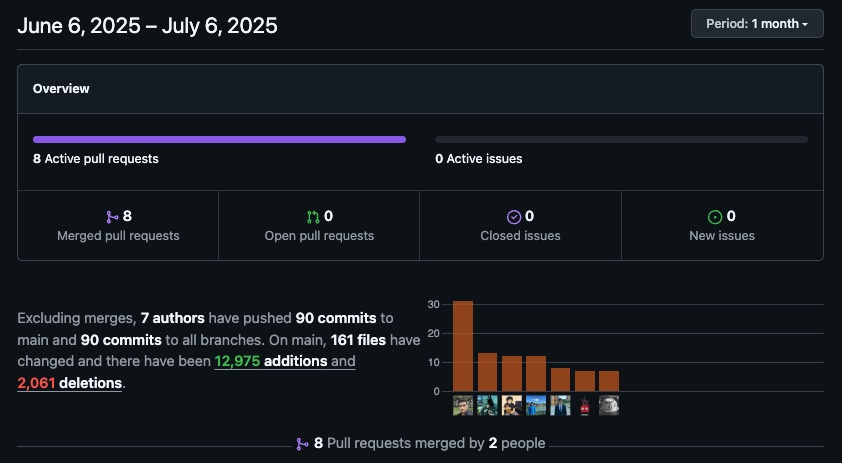 June 6, 2025 – July 6, 2025
Period: 1 month
Overview
8 Active pull requests
0 Active issues
8
Merged pull requests
0
Open pull requests
0
Closed issues
0
New issues
Excluding merges, 7 authors have pushed 90 commits to
main and 90 commits to all branches. On main, 161 files have
changed and there have been 12,975 additions and
2,061 deletions.
30
20
10
0
8 Pull requests merged by 2 people